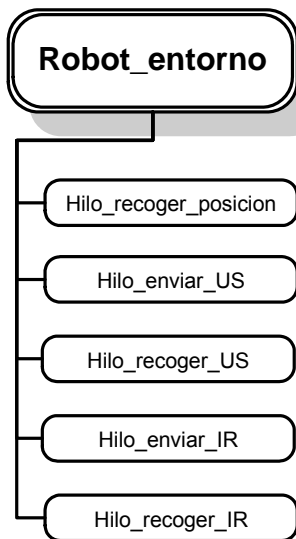 Robot_entorno
Hilo_recoger_posicion
Hilo_enviar_US
Hilo_recoger_US
Hilo_enviar_IR
Hilo_recoger_IR